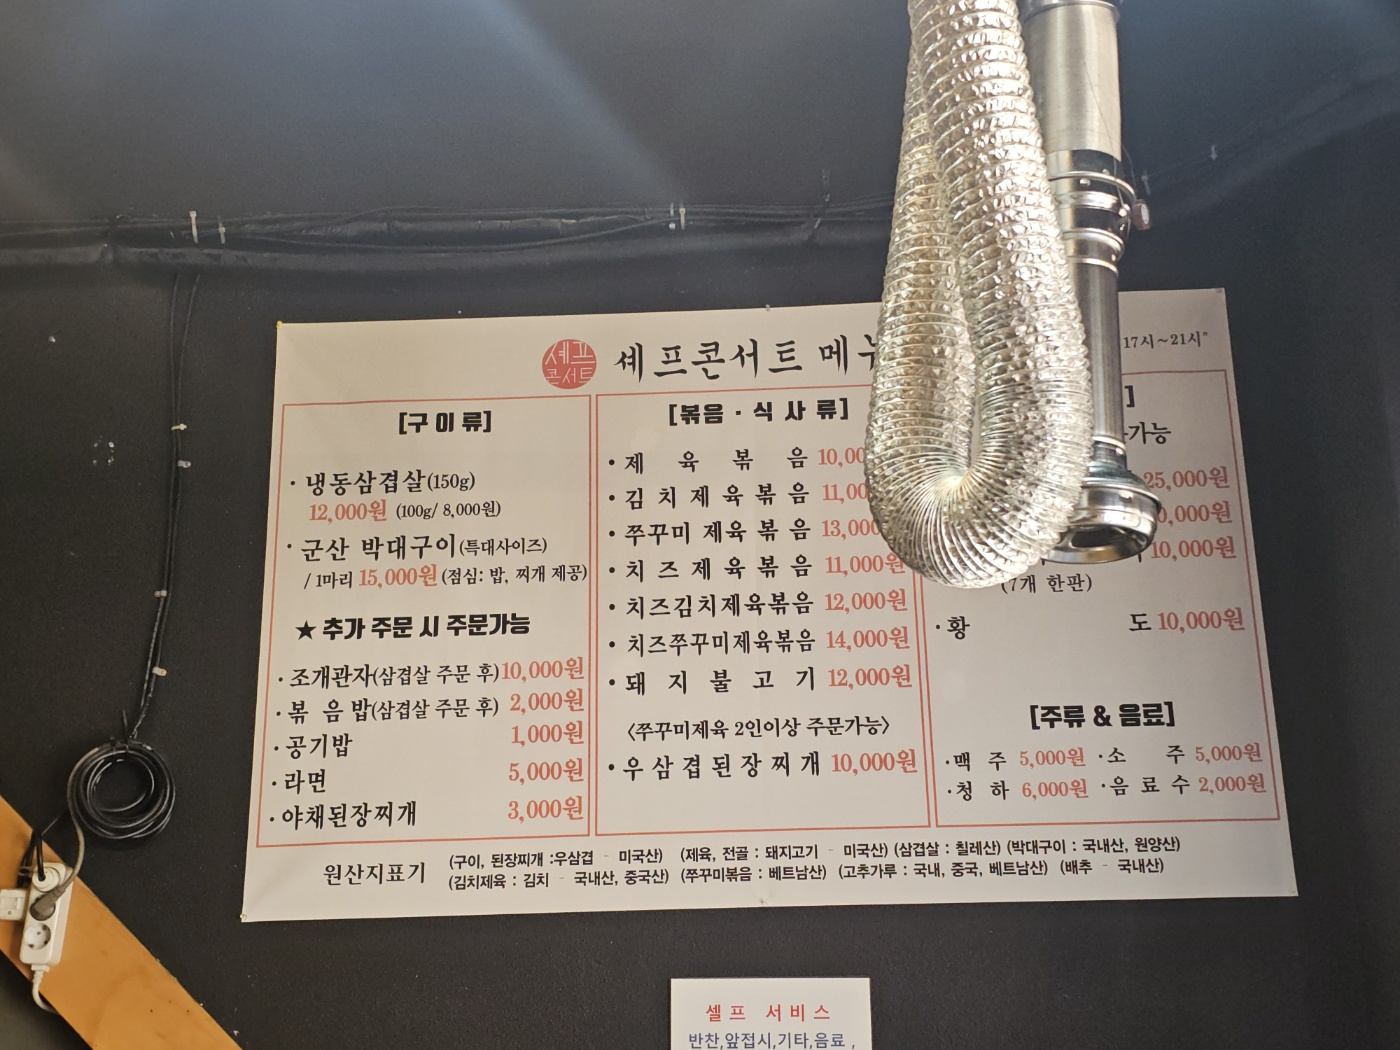 셰프
콘서트
셰프콘서트 메뉴
17시~21시"
[구 이 류]
· 냉동삼겹살(150g)
12,000원 (100g/ 8,000원)
· 군산 박대구이(특대사이즈)
/ 1마리 15,000원 (점심: 밥, 찌개 제공)
★ 추가 주문 시 주문가능
· 조개관자(삼겹살 주문 후) 10,000원
· 볶 음 밥(삼겹살 주문 후) 2,000원
· 공기밥 1,000원
· 라면 5,000원
· 야채된장찌개 3,000원
[볶음 · 식 사 류]
• 제 육 볶 음 10,00
• 김 치 제 육 볶 음 11,00
• 쭈꾸미 제육 볶 음 13,000
• 치 즈 제 육 볶 음 11,000원
• 치즈김치제육볶음 12,000원
• 치즈쭈꾸미제육볶음 14,000원
• 돼 지 불 고 기 12,000원
<쭈꾸미제육 2인이상 주문가능>
• 우 삼 겹 된 장 찌 개 10,000원
]
가능
25,000원
0,000원
10,000원
(7개 한판)
· 황 도 10,000원
[주류 & 음료]
· 맥 주 5,000원 · 소 주 5,000원
· 청 하 6,000원 · 음 료 수 2,000원
원산지표기
(구이, 된장찌개 :우삼겹 - 미국산) (제육, 전골 : 돼지고기 - 미국산) (삼겹살 : 칠레산) (박대구이 : 국내산, 원양산)
(김치제육 : 김치 - 국내산, 중국산) (쭈꾸미볶음 : 베트남산) (고추가루 : 국내, 중국, 베트남산) (배추 - 국내산)
셀프 서비스
반찬,앞접시,기타,음료 ,